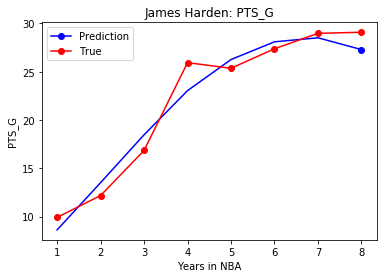 James Harden: PTS_G
Prediction
True
PTS_G
30
25
20
15
10
1 2 3 4 5 6 7 8
Years in NBA